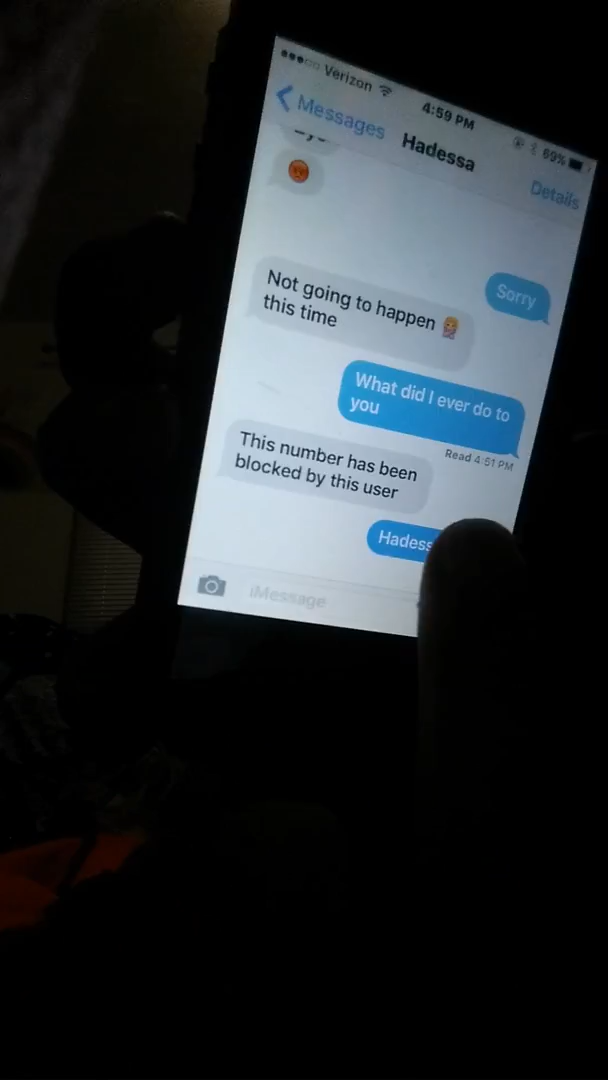 Verizon 4:59 PM 69%
Messages Hadessa Details
Sorry
Not going to happen
this time
What did I ever do to
you
Read 4:51 PM
This number has been
blocked by this user
iMessage